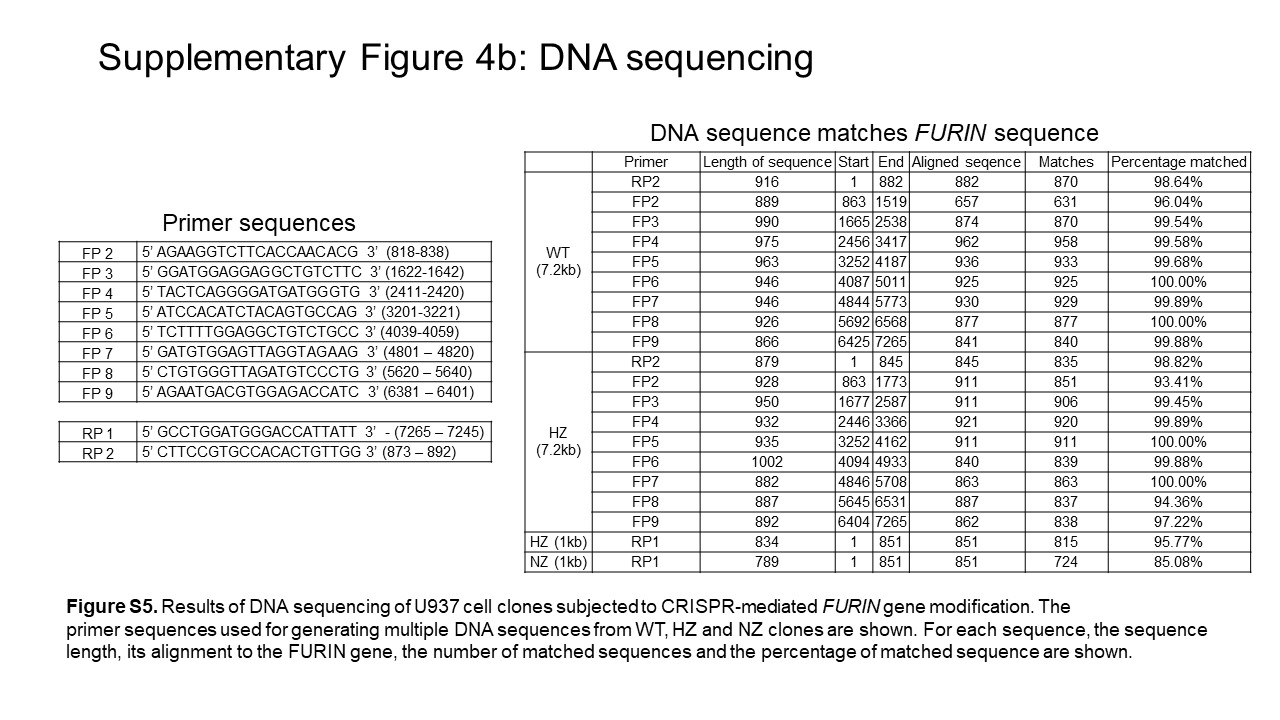 Supplementary Figure 4b: DNA sequencing
Primer sequences
FP 2 5’ AGAAGGTCTTCACCAACACG 3’ (818-838)
FP 3 5’ GGATGGAGGAGGCTGTCTTC 3’ (1622-1642)
FP 4 5’ TACTCAGGGGATGATGGGTG 3’ (2411-2420)
FP 5 5’ ATCCACATCTACAGTGCCAG 3’ (3201-3221)
FP 6 5’ TCTTTTGGAGGCTGTCTGCC 3’ (4039-4059)
FP 7 5’ GATGTGGAGTTAGGTAGAAG 3’ (4801 – 4820)
FP 8 5’ CTGTGGGTTAGATGTCCCTG 3’ (5620 – 5640)
FP 9 5’ AGAATGACGTGGAGACCATC 3’ (6381 – 6401)
RP 1 5’ GCCTGGATGGGACCATTATT 3’ - (7265 – 7245)
RP 2 5’ CTTCCGTGCCACACTGTTGG 3’ (873 – 892)
DNA sequence matches FURIN sequence
Primer Length of sequence Start End Aligned seqence Matches Percentage matched
WT (7.2kb)
RP2 916 1 882 882 870 98.64%
FP2 889 863 1519 657 631 96.04%
FP3 990 1665 2538 874 870 99.54%
FP4 975 2456 3417 962 958 99.58%
FP5 963 3252 4187 936 933 99.68%
FP6 946 4087 5011 925 925 100.00%
FP7 946 4844 5773 930 929 99.89%
FP8 926 5692 6568 877 877 100.00%
FP9 866 6425 7265 841 840 99.88%
HZ (7.2kb)
RP2 879 1 845 845 835 98.82%
FP2 928 863 1773 911 851 93.41%
FP3 950 1677 2587 911 906 99.45%
FP4 932 2446 3366 921 920 99.89%
FP5 935 3252 4162 911 911 100.00%
FP6 1002 4094 4933 840 839 99.88%
FP7 882 4846 5708 863 863 100.00%
FP8 887 5645 6531 887 837 94.36%
FP9 892 6404 7265 862 838 97.22%
HZ (1kb) RP1 834 1 851 851 815 95.77%
NZ (1kb) RP1 789 1 851 851 724 85.08%
Figure S5. Results of DNA sequencing of U937 cell clones subjected to CRISPR-mediated FURIN gene modification. The
primer sequences used for generating multiple DNA sequences from WT, HZ and NZ clones are shown. For each sequence, the sequence
length, its alignment to the FURIN gene, the number of matched sequences and the percentage of matched sequence are shown.